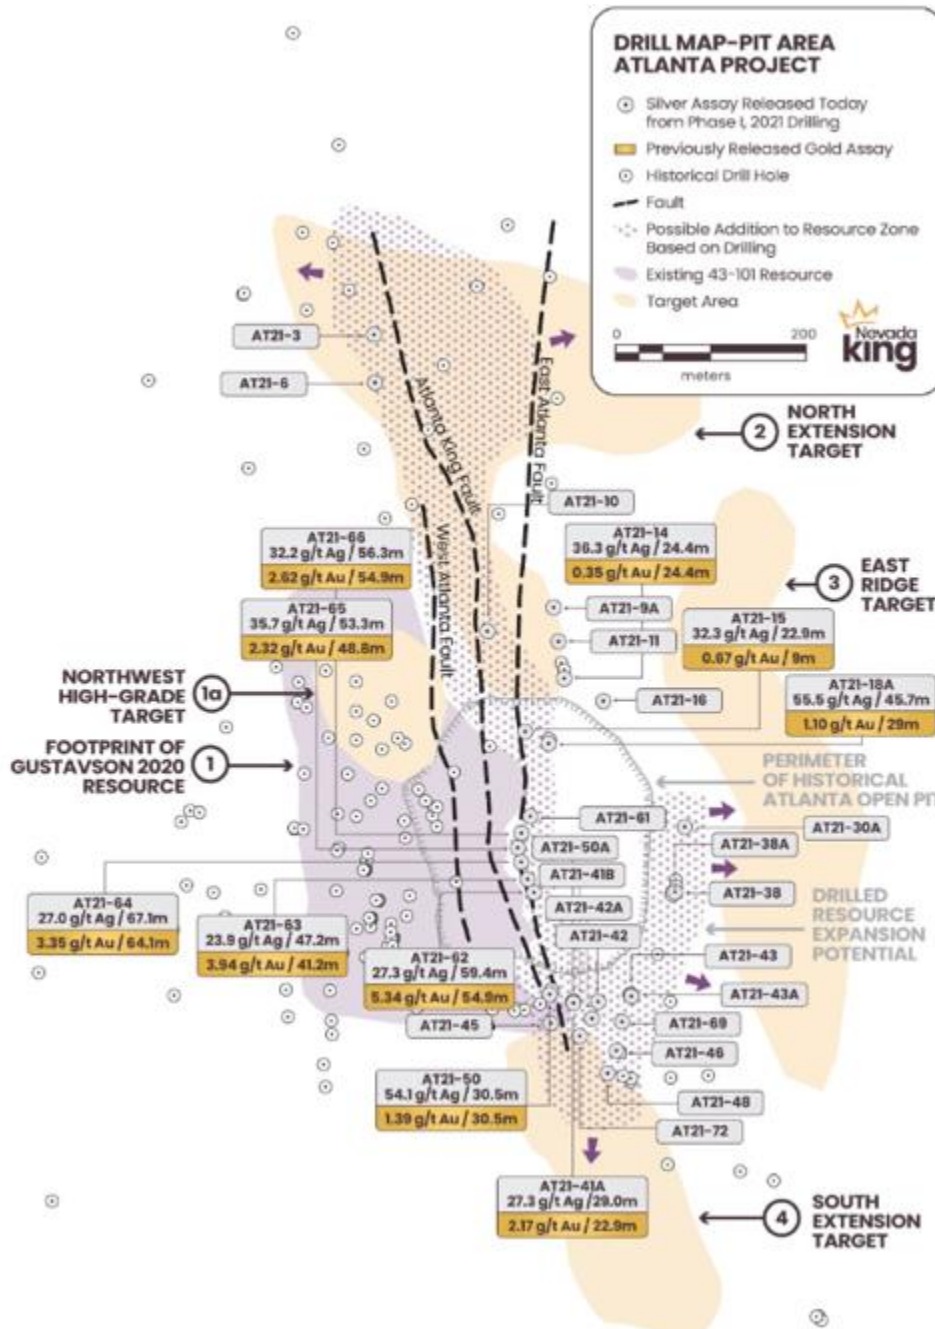 DRILL MAP-PIT AREA
ATLANTA PROJECT
Silver Assay Released Today
from Phase I, 2021 Drilling
Previously Released Gold Assay
Historical Drill Hole
Fault
Possible Addition to Resource Zone
Based on Drilling
Existing 43-101 Resource
Target Area
0 200
meters
Nevada
king
AT21-3
AT21-6
Atlanta King Fault
East Atlanta Fault
West Atlanta Fault
2
NORTH
EXTENSION
TARGET
AT21-10
AT21-66
32.2 g/t Ag / 56.3m
2.62 g/t Au / 54.9m
AT21-14
36.3 g/t Ag / 24.4m
0.35 g/t Au / 24.4m
3
EAST
RIDGE
TARGET
AT21-65
35.7 g/t Ag / 53.3m
2.32 g/t Au / 48.8m
AT21-9A
AT21-11
AT21-15
32.3 g/t Ag / 22.9m
0.67 g/t Au / 9m
NORTHWEST
HIGH-GRADE
TARGET
1a
AT21-16
AT21-18A
55.5 g/t Ag / 45.7m
1.10 g/t Au / 29m
FOOTPRINT OF
GUSTAVSON 2020
RESOURCE
1
PERIMETER
OF HISTORICAL
ATLANTA OPEN PIT
AT21-61
AT21-30A
AT21-50A
AT21-38A
AT21-41B
AT21-38
AT21-42A
AT21-64
27.0 g/t Ag / 67.1m
3.35 g/t Au / 64.1m
AT21-63
23.9 g/t Ag / 47.2m
3.94 g/t Au / 41.2m
DRILLED
RESOURCE
EXPANSION
POTENTIAL
AT21-42
AT21-62
27.3 g/t Ag / 59.4m
5.34 g/t Au / 54.9m
AT21-43
AT21-43A
AT21-45
AT21-69
AT21-46
AT21-50
54.1 g/t Ag / 30.5m
1.39 g/t Au / 30.5m
AT21-48
AT21-72
AT21-41A
27.3 g/t Ag /29.0m
2.17 g/t Au / 22.9m
4
SOUTH
EXTENSION
TARGET